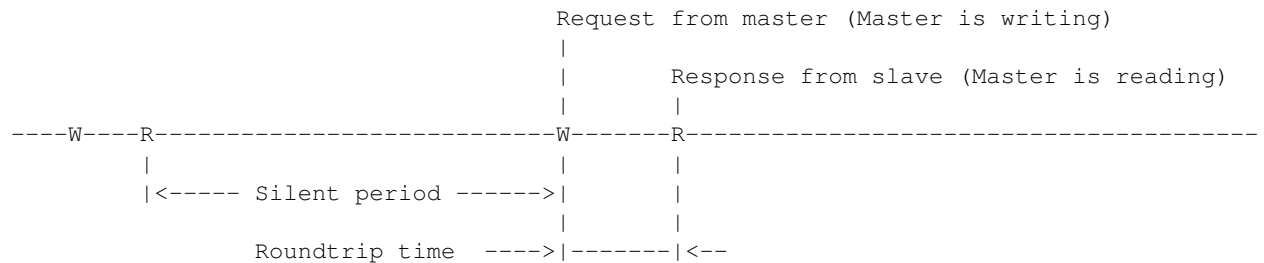 Request from master (Master is writing)
|
| Response from slave (Master is reading)
| |
----W----R----------------------------W-------R----------------------------------------
| | |
|<----- Silent period ------>| |
| |
Roundtrip time ---->|-------|<--